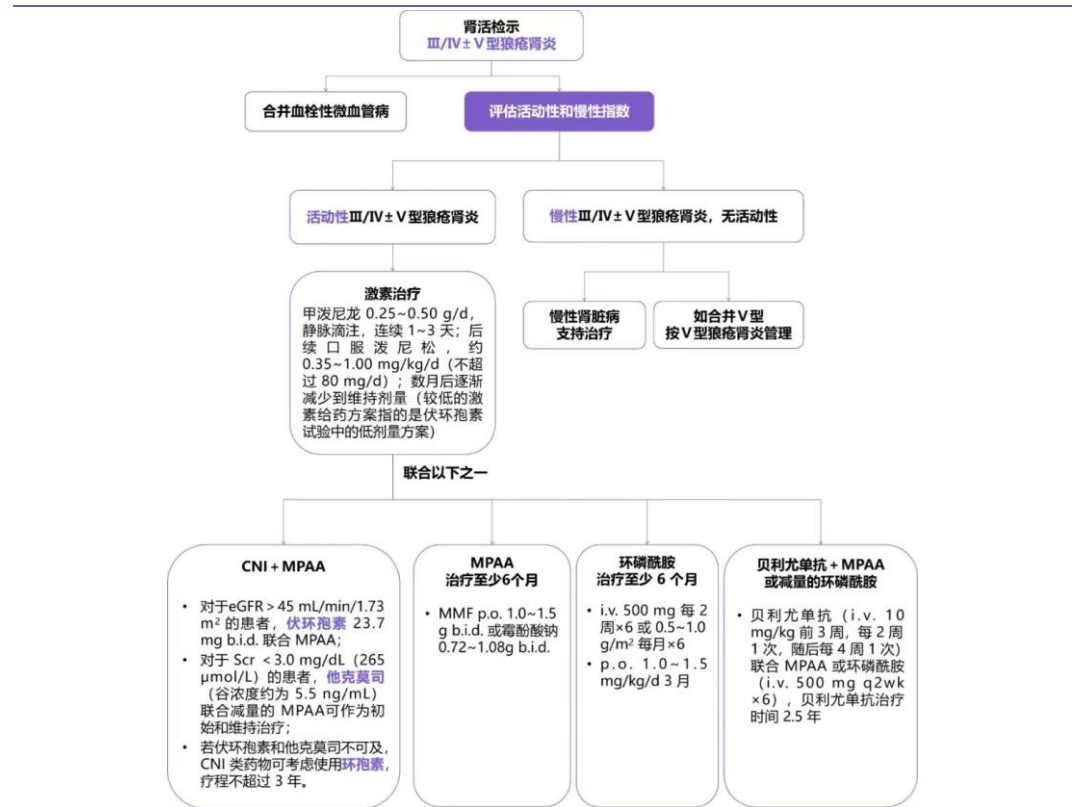 肾活检示
Ⅲ/Ⅳ±Ⅴ型狼疮肾炎
合并血栓性微血管病
评估活动性和慢性指数
活动性Ⅲ/Ⅳ±Ⅴ型狼疮肾炎
慢性Ⅲ/Ⅳ±Ⅴ型狼疮肾炎，无活动性
激素治疗
甲泼尼龙 0.25~0.50 g/d，
静脉滴注，连续 1~3 天；后
续口服泼尼松，约
0.35~1.00 mg/kg/d（不超
过 80 mg/d）；数月后逐渐
减少到维持剂量（较低的激
素给药方案指的是伏环孢素
试验中的低剂量方案）
慢性肾脏病
支持治疗
如合并Ⅴ型
按Ⅴ型狼疮肾炎管理
联合以下之一
CNI + MPAA
• 对于eGFR > 45 mL/min/1.73
m² 的患者，伏环孢素 23.7
mg b.i.d. 联合 MPAA；
• 对于 Scr < 3.0 mg/dL（265
μmol/L）的患者，他克莫司
（谷浓度约为 5.5 ng/mL）
联合减量的 MPAA可作为初
始和维持治疗；
• 若伏环孢素和他克莫司不可及，
CNI 类药物可考虑使用环孢素，
疗程不超过 3 年。
MPAA
治疗至少6个月
• MMF p.o. 1.0~1.5
g b.i.d. 或霉酚酸钠
0.72~1.08g b.i.d.
环磷酰胺
治疗至少 6 个月
• i.v. 500 mg 每 2
周×6 或 0.5~1.0
g/m² 每月×6
• p.o. 1.0~1.5
mg/kg/d 3 月
贝利尤单抗 + MPAA
或减量的环磷酰胺
• 贝利尤单抗（i.v. 10
mg/kg 前 3 周，每 2 周
1 次，随后每 4 周 1 次）
联合 MPAA 或环磷酰胺
（i.v. 500 mg q2wk
×6），贝利尤单抗治疗
时间 2.5 年